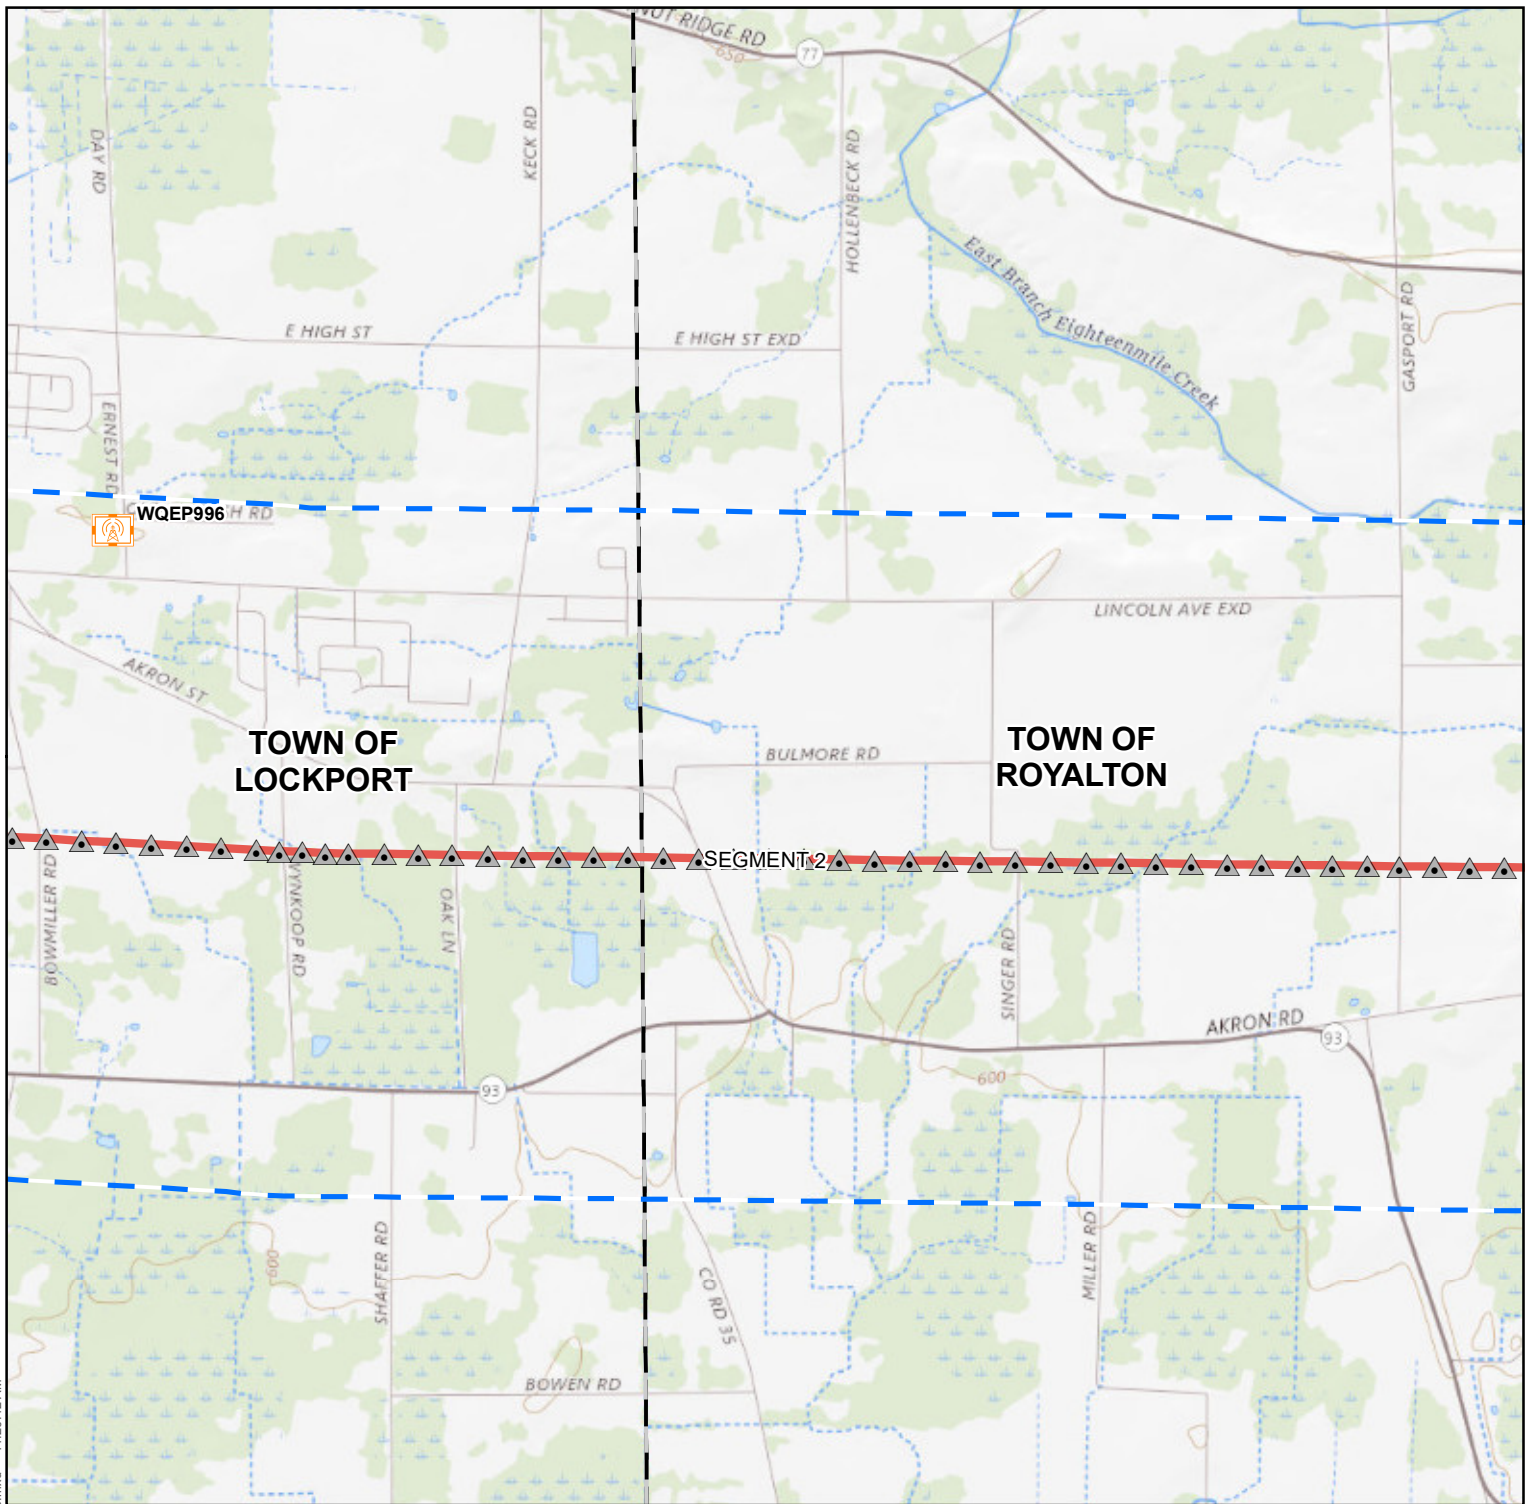 NUT RIDGE RD
650
77
DAY RD
KECK RD
HOLLENBECK RD
East Branch Eighteenmile Creek
GASPORT RD
E HIGH ST
E HIGH ST EXD
ERNEST RD
WQEP996
RD
LINCOLN AVE EXD
AKRON ST
TOWN OF
LOCKPORT
TOWN OF
ROYALTON
BULMORE RD
SEGMENT 2
BOWMILLER RD
WYNKOOP RD
OAK LN
SINGER RD
AKRON RD
93
93
600
600
SHAFFER RD
MILLER RD
CO RD 35
BOWEN RD